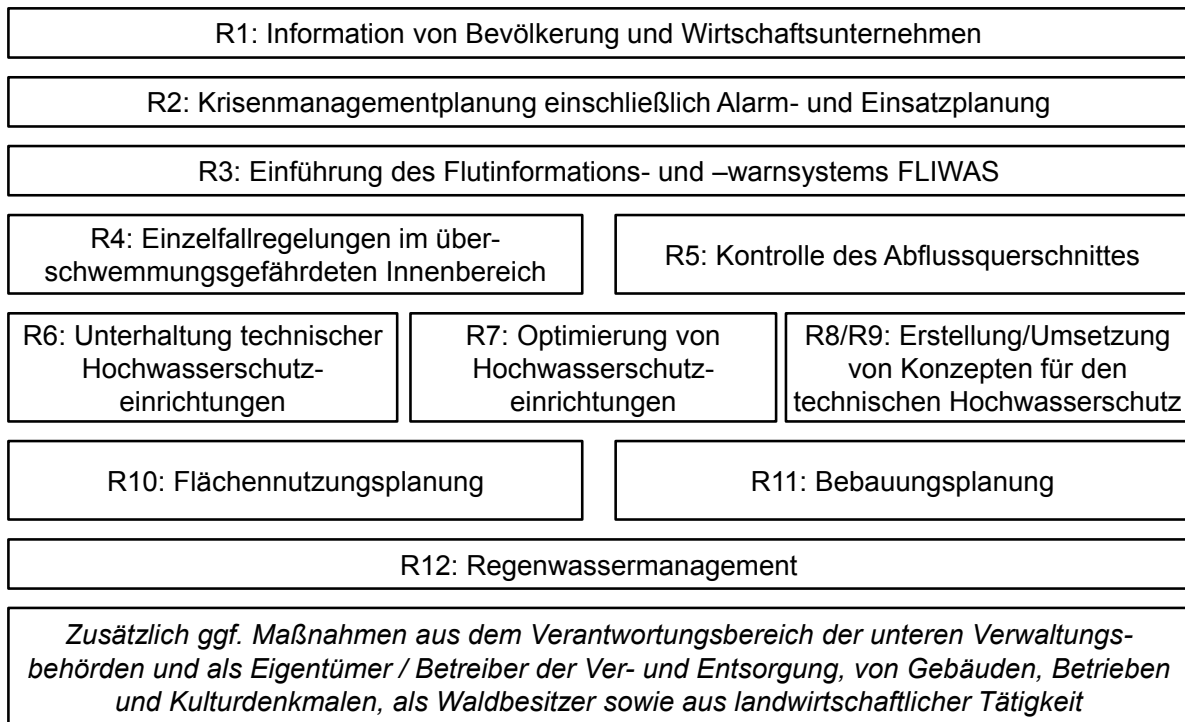 R1: Information von Bevölkerung und Wirtschaftsunternehmen
R2: Krisenmanagementplanung einschließlich Alarm- und Einsatzplanung
R3: Einführung des Flutinformations- und –warnsystems FLIWAS
R4: Einzelfallregelungen im über-
schwemmungsgefährdeten Innenbereich
R5: Kontrolle des Abflussquerschnittes
R6: Unterhaltung technischer
Hochwasserschutz-
einrichtungen
R7: Optimierung von
Hochwasserschutz-
einrichtungen
R8/R9: Erstellung/Umsetzung
von Konzepten für den
technischen Hochwasserschutz
R10: Flächennutzungsplanung
R11: Bebauungsplanung
R12: Regenwassermanagement
Zusätzlich ggf. Maßnahmen aus dem Verantwortungsbereich der unteren Verwaltungs-
behörden und als Eigentümer / Betreiber der Ver- und Entsorgung, von Gebäuden, Betrieben
und Kulturdenkmalen, als Waldbesitzer sowie aus landwirtschaftlicher Tätigkeit